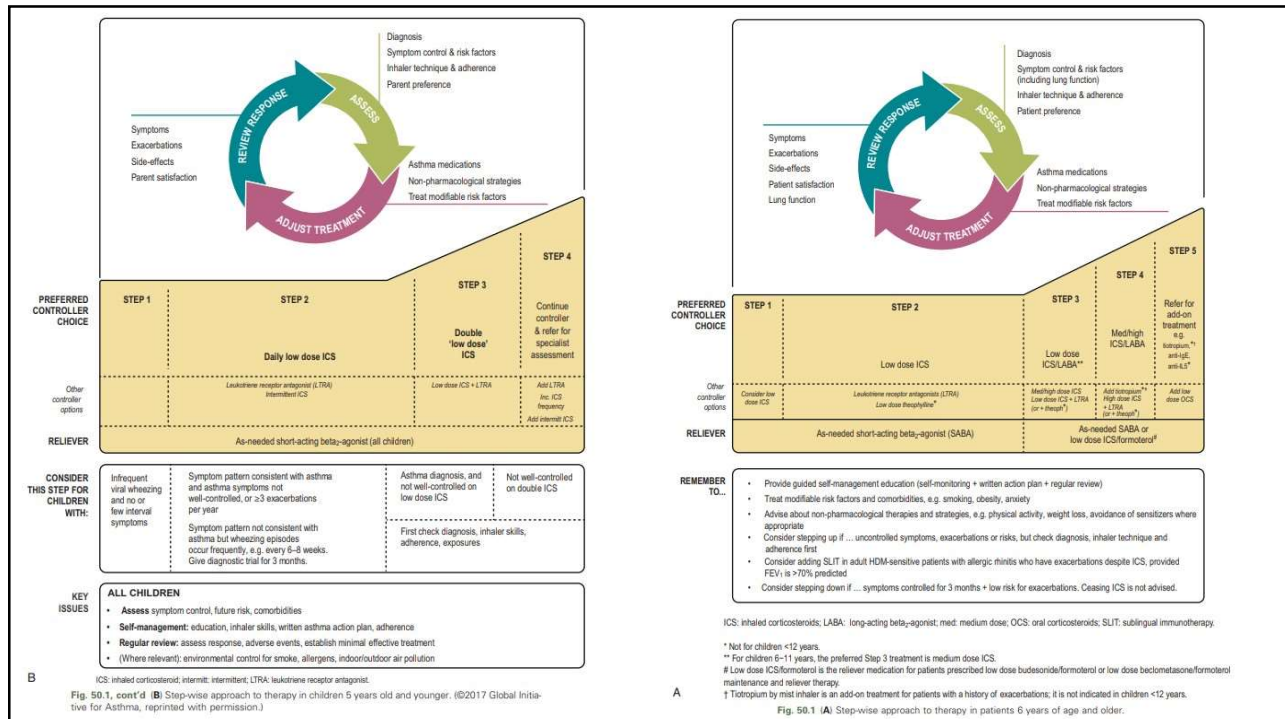 Diagnosis
Symptom control & risk factors
Inhaler technique & adherence
Parent preference
REVIEW RESPONSE
ASSESS
ADJUST TREATMENT
Symptoms
Exacerbations
Side-effects
Parent satisfaction
Asthma medications
Non-pharmacological strategies
Treat modifiable risk factors
PREFERRED
CONTROLLER
CHOICE
STEP 1
STEP 2
Daily low dose ICS
STEP 3
Double
'low dose'
ICS
STEP 4
Continue
controller
& refer for
specialist
assessment
Other
controller
options
Leukotriene receptor antagonist (LTRA)
Intermittent ICS
Low dose ICS + LTRA
Add LTRA
Inc. ICS
frequency
Add intermitt ICS
RELIEVER
As-needed short-acting beta2-agonist (all children)
CONSIDER
THIS STEP FOR
CHILDREN
WITH:
Infrequent
viral wheezing
and no or
few interval
symptoms
Symptom pattern consistent with asthma
and asthma symptoms not
well-controlled, or ≥3 exacerbations
per year
Symptom pattern not consistent with
asthma but wheezing episodes
occur frequently, e.g. every 6–8 weeks.
Give diagnostic trial for 3 months.
Asthma diagnosis, and
not well-controlled on
low dose ICS
Not well-controlled
on double ICS
First check diagnosis, inhaler skills,
adherence, exposures
KEY
ISSUES
ALL CHILDREN
• Assess symptom control, future risk, comorbidities
• Self-management: education, inhaler skills, written asthma action plan, adherence
• Regular review: assess response, adverse events, establish minimal effective treatment
• (Where relevant): environmental control for smoke, allergens, indoor/outdoor air pollution
B
ICS: inhaled corticosteroid; intermitt: intermittent; LTRA: leukotriene receptor antagonist.
Fig. 50.1, cont'd (B) Step-wise approach to therapy in children 5 years old and younger. (©2017 Global Initia-
tive for Asthma, reprinted with permission.)
Diagnosis
Symptom control & risk factors
(including lung function)
Inhaler technique & adherence
Patient preference
REVIEW RESPONSE
ASSESS
ADJUST TREATMENT
Symptoms
Exacerbations
Side-effects
Patient satisfaction
Lung function
Asthma medications
Non-pharmacological strategies
Treat modifiable risk factors
PREFERRED
CONTROLLER
CHOICE
STEP 1
STEP 2
Low dose ICS
STEP 3
Low dose
ICS/LABA**
STEP 4
Med/high
ICS/LABA
STEP 5
Refer for
add-on
treatment
e.g.
tiotropium,*†
anti-IgE,
anti-IL5*
Other
controller
options
Consider low
dose ICS
Leukotriene receptor antagonists (LTRA)
Low dose theophylline*
Med/high dose ICS
Low dose ICS + LTRA
(or + theoph*)
Add tiotropium*†
High dose ICS
+ LTRA
(or + theoph*)
Add low
dose OCS
RELIEVER
As-needed short-acting beta2-agonist (SABA)
As-needed SABA or
low dose ICS/formoterol#
REMEMBER
TO...
• Provide guided self-management education (self-monitoring + written action plan + regular review)
• Treat modifiable risk factors and comorbidities, e.g. smoking, obesity, anxiety
• Advise about non-pharmacological therapies and strategies, e.g. physical activity, weight loss, avoidance of sensitizers where
appropriate
• Consider stepping up if … uncontrolled symptoms, exacerbations or risks, but check diagnosis, inhaler technique and
adherence first
• Consider adding SLIT in adult HDM-sensitive patients with allergic rhinitis who have exacerbations despite ICS, provided
FEV1 is >70% predicted
• Consider stepping down if … symptoms controlled for 3 months + low risk for exacerbations. Ceasing ICS is not advised.
ICS: inhaled corticosteroids; LABA: long-acting beta2-agonist; med: medium dose; OCS: oral corticosteroids; SLIT: sublingual immunotherapy.
* Not for children <12 years.
** For children 6–11 years, the preferred Step 3 treatment is medium dose ICS.
# Low dose ICS/formoterol is the reliever medication for patients prescribed low dose budesonide/formoterol or low dose beclometasone/formoterol
maintenance and reliever therapy.
† Tiotropium by mist inhaler is an add-on treatment for patients with a history of exacerbations; it is not indicated in children <12 years.
A
Fig. 50.1 (A) Step-wise approach to therapy in patients 6 years of age and older.